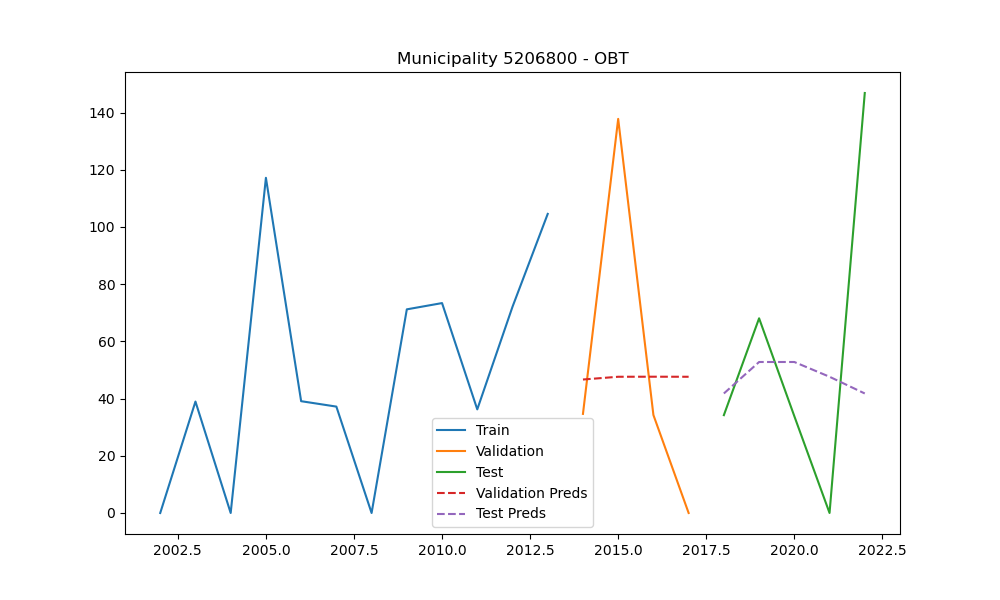 Municipality 5206800 - OBT
140
120
100
80
60
40
20
0
Train
Validation
Test
Validation Preds
Test Preds
2002.5 2005.0 2007.5 2010.0 2012.5 2015.0 2017.5 2020.0 2022.5